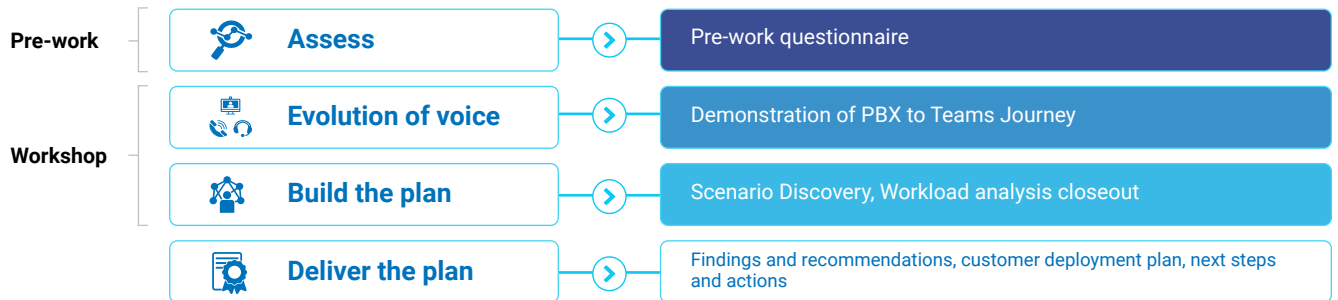 Pre-work
Assess
Pre-work questionnaire
Workshop
Evolution of voice
Demonstration of PBX to Teams Journey
Build the plan
Scenario Discovery, Workload analysis closeout
Deliver the plan
Findings and recommendations, customer deployment plan, next steps
and actions